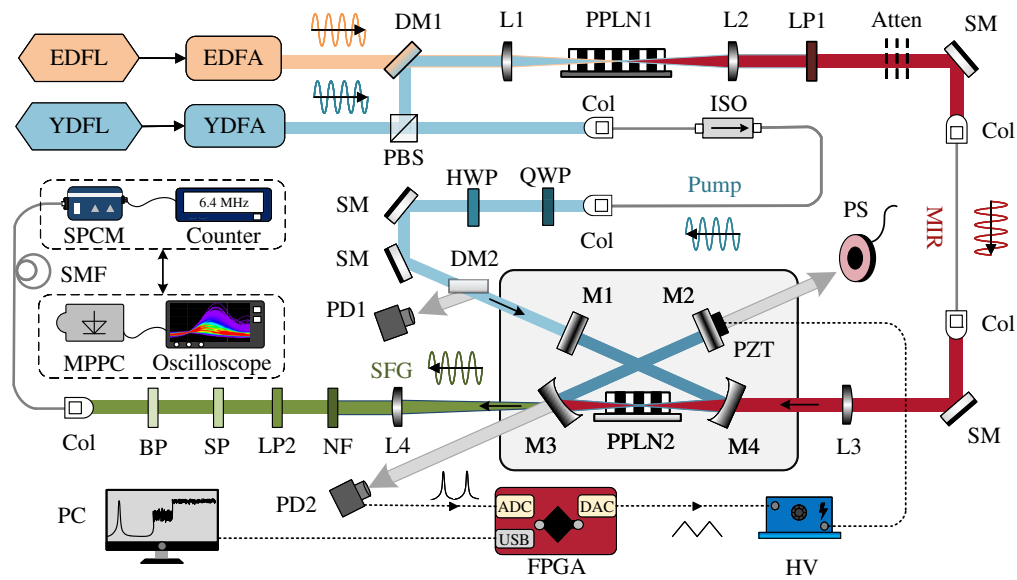 DM1
L1
PPLN1
L2
LP1
Atten
SM
EDFL
EDFA
YDFL
YDFA
PBS
Col
ISO
Col
HWP
QWP
Pump
SM
Col
PS
MIR
SPCM
6.4 MHz
Counter
SMF
SM
DM2
PD1
M1
M2
PZT
Col
MPPC
Oscilloscope
SFG
Col
BP
SP
LP2
NF
L4
M3
PPLN2
M4
L3
SM
PC
PD2
ADC
DAC
USB
FPGA
HV